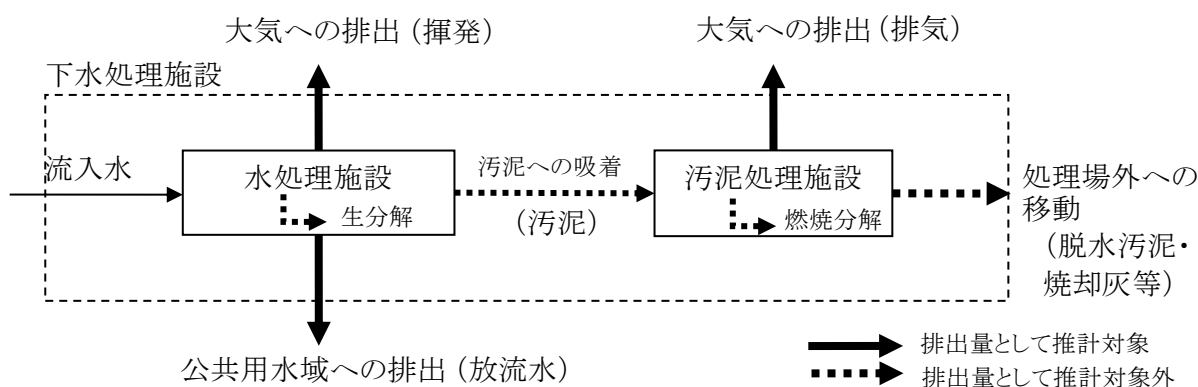 大気への排出（揮発）
大気への排出（排気）
下水処理施設
流入水
水処理施設
生分解
汚泥への吸着
（汚泥）
汚泥処理施設
燃焼分解
処理場外への
移動
（脱水汚泥・
焼却灰等）
公共用水域への排出（放流水）
排出量として推計対象
排出量として推計対象外